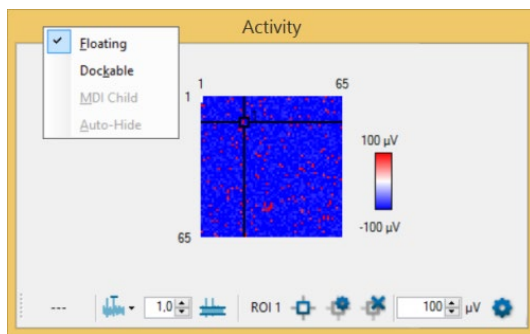 Activity
Floating
Dockable
MDI Child
Auto-Hide
1 65
1
65
100 µV
-100 µV
--- 1,0 ROI 1 100 µV